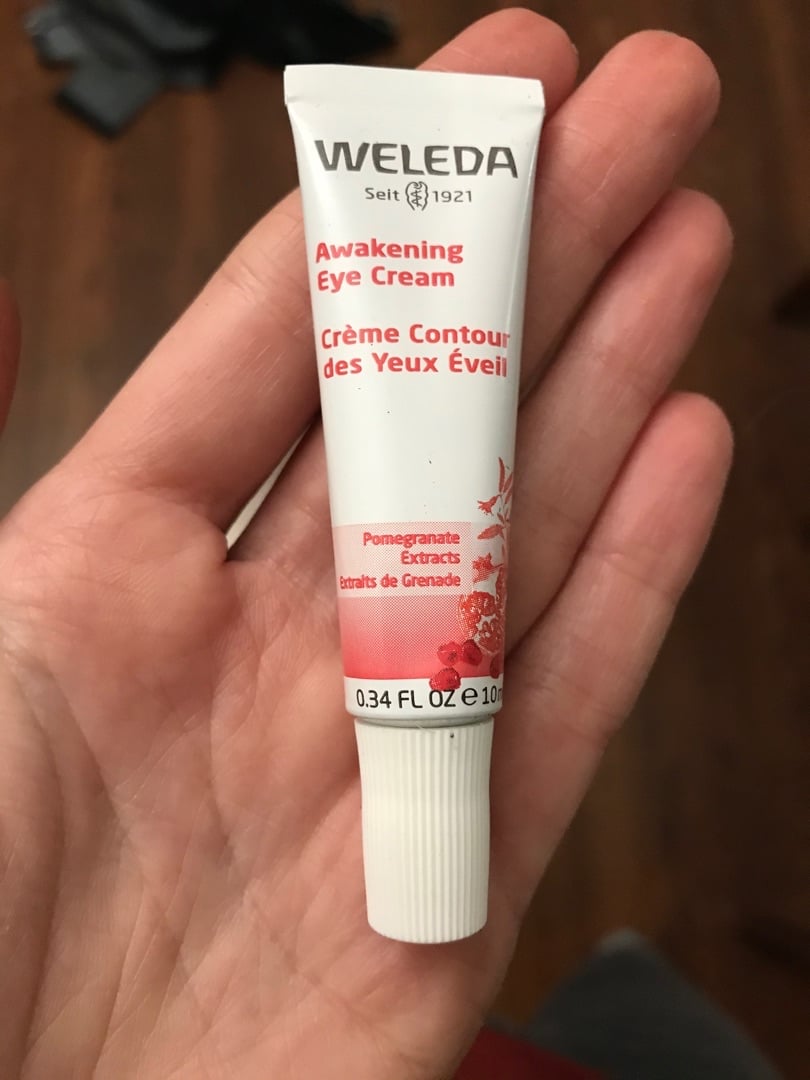 WELEDA
Seit 1921
Awakening
Eye Cream
Crème Contour
des Yeux Éveil
Pomegranate
Extracts
Extraits de Grenade
0.34 FL OZ ℮ 10m